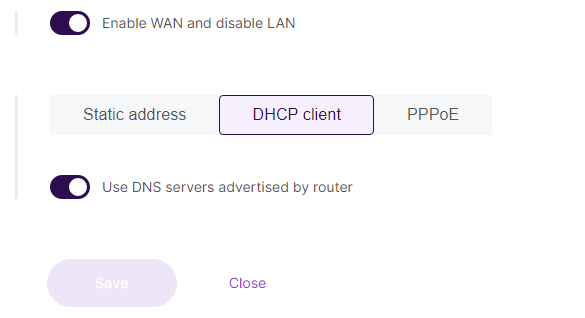 Enable WAN and disable LAN
Static address DHCP client PPPoE
Use DNS servers advertised by router
Save Close